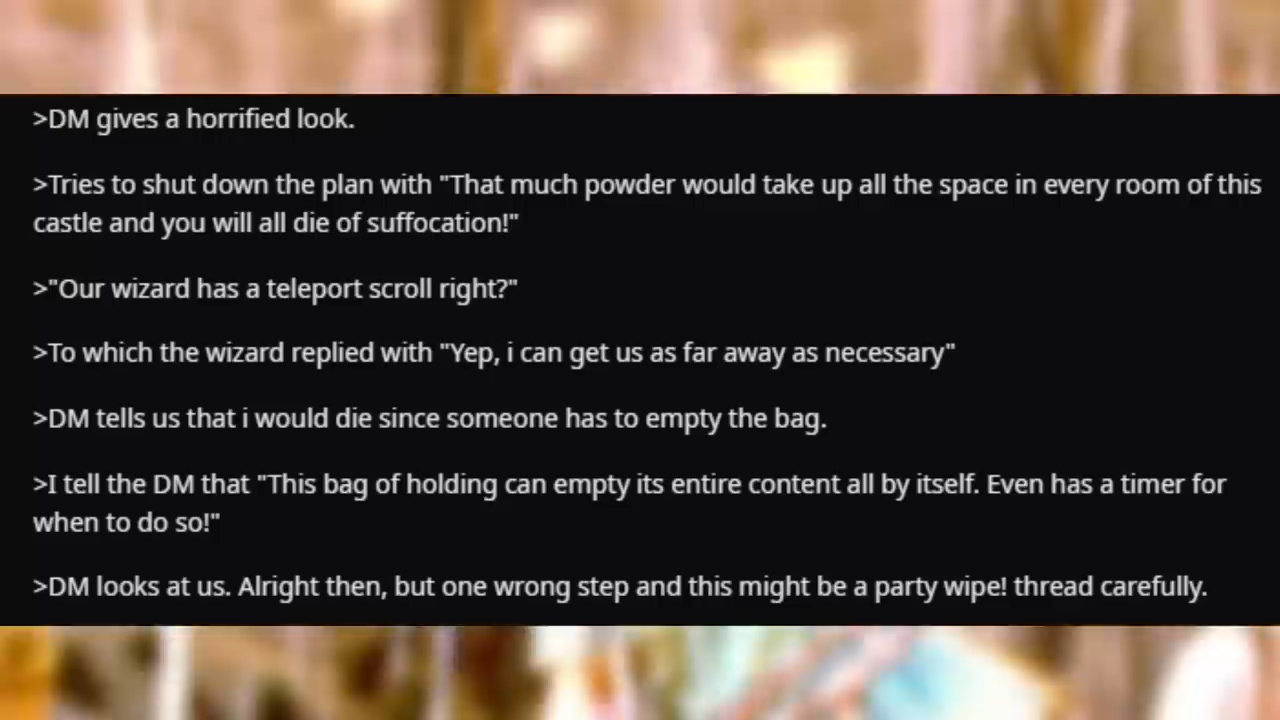 >DM gives a horrified look.
>Tries to shut down the plan with "That much powder would take up all the space in every room of this
castle and you will all die of suffocation!"
>"Our wizard has a teleport scroll right?"
>To which the wizard replied with "Yep, i can get us as far away as necessary"
>DM tells us that i would die since someone has to empty the bag.
>I tell the DM that "This bag of holding can empty its entire content all by itself. Even has a timer for
when to do so!"
>DM looks at us. Alright then, but one wrong step and this might be a party wipe! thread carefully.